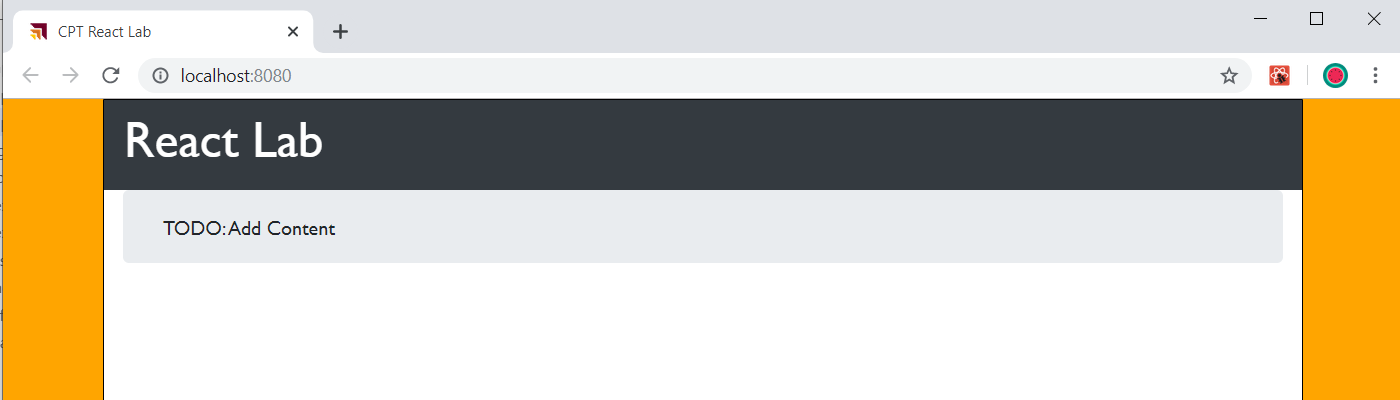 CPT React Lab
localhost:8080
React Lab
TODO: Add Content